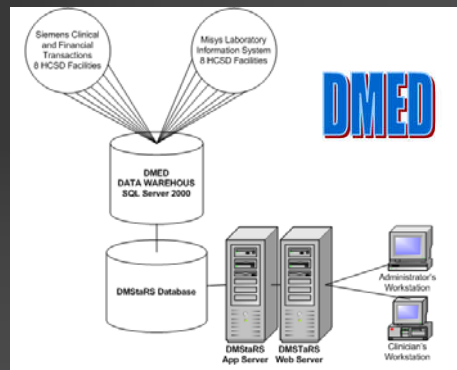 Siemens Clinical
and Financial
Transactions
8 HCSD Facilities
Misys Laboratory
Information System
8 HCSD Facilities
DMED
DMED
DATA WAREHOUS
SQL Server 2000
DMStaRS Database
DMStaRS
App Server
DMSTaRS
Web Server
Administrator's
Workstation
Clinician's
Workstation